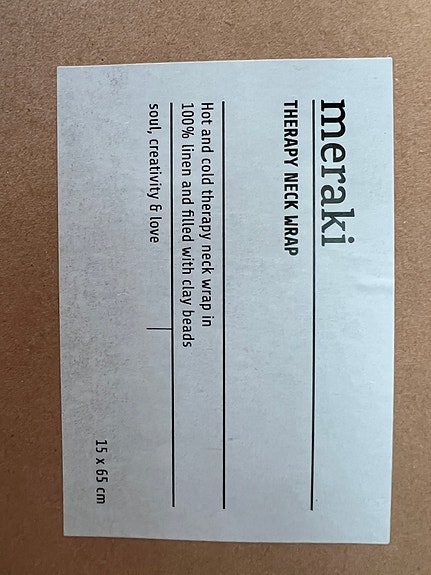 meraki
THERAPY NECK WRAP
Hot and cold therapy neck wrap in
100% linen and filled with clay beads
soul, creativity & love
15 x 65 cm